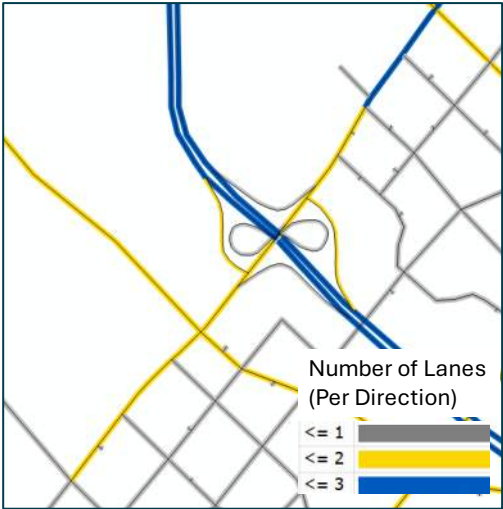 Number of Lanes
(Per Direction)
<= 1
<= 2
<= 3